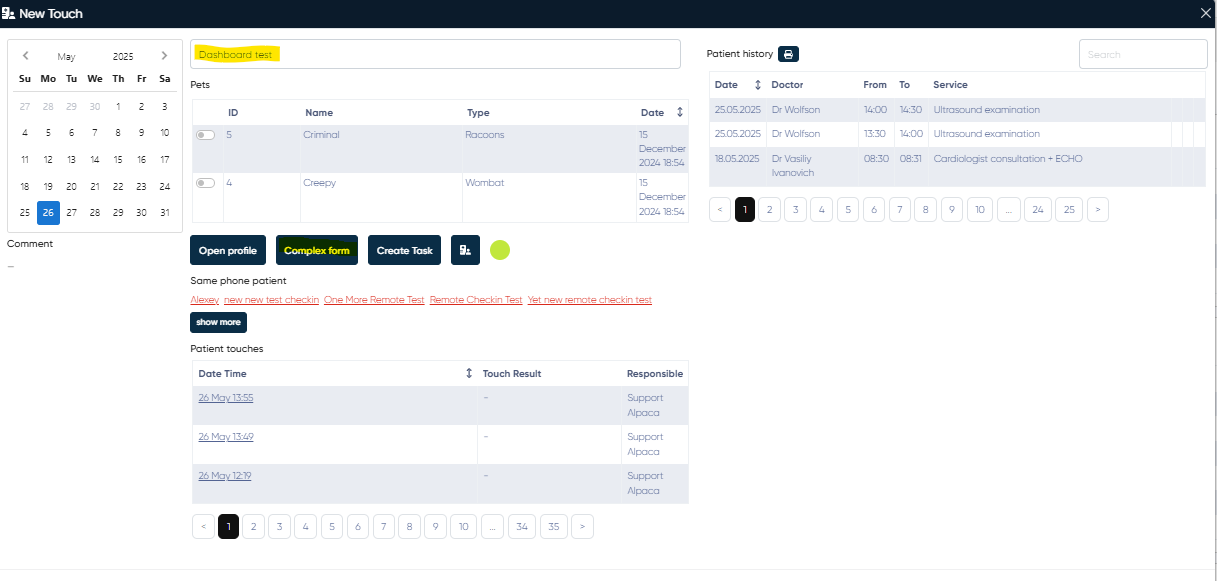 New Touch
May 2025
Su Mo Tu We Th Fr Sa
27 28 29 30 1 2 3
4 5 6 7 8 9 10
11 12 13 14 15 16 17
18 19 20 21 22 23 24
25 26 27 28 29 30 31
Comment
–
Dashboard test
Pets
ID Name Type Date
5 Criminal Racoons 15
December
2024 18:54
4 Creepy Wombat 15
December
2024 18:54
Open profile Complex form Create Task
Same phone patient
Alexey new new test checkin One More Remote Test Remote Checkin Test Yet new remote checkin test
show more
Patient touches
Date Time Touch Result Responsible
26 May 13:55 - Support
Alpaca
26 May 13:49 - Support
Alpaca
26 May 12:19 - Support
Alpaca
< 1 2 3 4 5 6 7 8 9 10 ... 34 35 >
Patient history
Search
Date Doctor From To Service
25.05.2025 Dr Wolfson 14:00 14:30 Ultrasound examination
25.05.2025 Dr Wolfson 13:30 14:00 Ultrasound examination
18.05.2025 Dr Vasiliy 08:30 08:31 Cardiologist consultation + ECHO
Ivanovich
< 1 2 3 4 5 6 7 8 9 10 ... 24 25 >